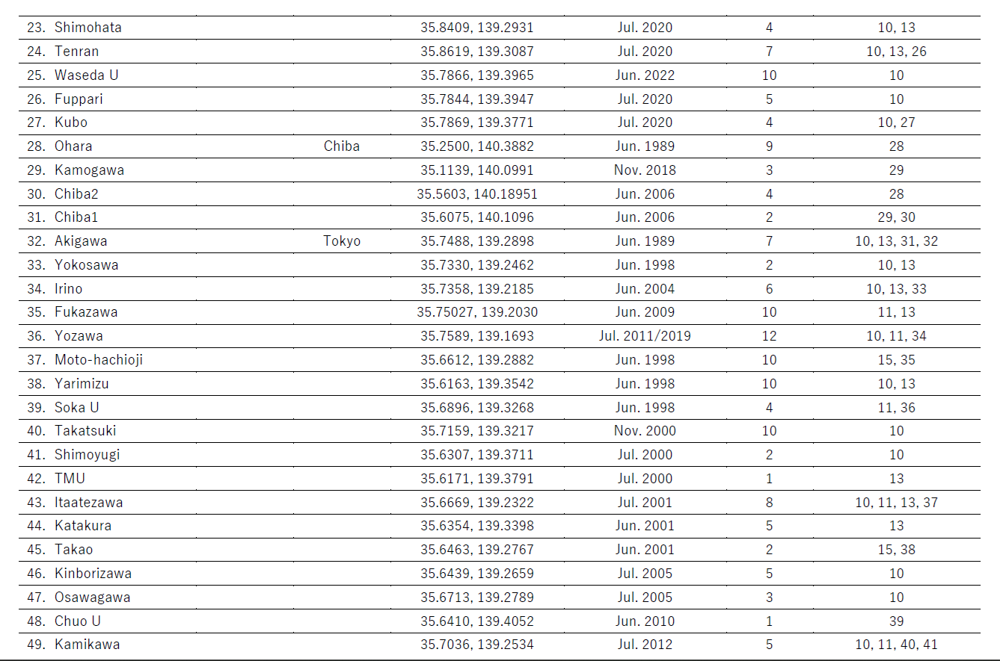 23. Shimohata 35.8409, 139.2931 Jul. 2020 4 10, 13
24. Tenran 35.8619, 139.3087 Jul. 2020 7 10, 13, 26
25. Waseda U 35.7866, 139.3965 Jun. 2022 10 10
26. Fuppari 35.7844, 139.3947 Jul. 2020 5 10
27. Kubo 35.7869, 139.3771 Jul. 2020 4 10, 27
28. Ohara Chiba 35.2500, 140.3882 Jun. 1989 9 28
29. Kamogawa 35.1139, 140.0991 Nov. 2018 3 29
30. Chiba2 35.5603, 140.18951 Jun. 2006 4 28
31. Chiba1 35.6075, 140.1096 Jun. 2006 2 29, 30
32. Akigawa Tokyo 35.7488, 139.2898 Jun. 1989 7 10, 13, 31, 32
33. Yokosawa 35.7330, 139.2462 Jun. 1998 2 10, 13
34. Irino 35.7358, 139.2185 Jun. 2004 6 10, 13, 33
35. Fukazawa 35.75027, 139.2030 Jun. 2009 10 11, 13
36. Yozawa 35.7589, 139.1693 Jul. 2011/2019 12 10, 11, 34
37. Moto-hachioji 35.6612, 139.2882 Jun. 1998 10 15, 35
38. Yarimizu 35.6163, 139.3542 Jun. 1998 10 10, 13
39. Soka U 35.6896, 139.3268 Jun. 1998 4 11, 36
40. Takatsuki 35.7159, 139.3217 Nov. 2000 10 10
41. Shimoyugi 35.6307, 139.3711 Jul. 2000 2 10
42. TMU 35.6171, 139.3791 Jul. 2000 1 13
43. Itaatezawa 35.6669, 139.2322 Jul. 2001 8 10, 11, 13, 37
44. Katakura 35.6354, 139.3398 Jun. 2001 5 13
45. Takao 35.6463, 139.2767 Jun. 2001 2 15, 38
46. Kinborizawa 35.6439, 139.2659 Jul. 2005 5 10
47. Osawagawa 35.6713, 139.2789 Jul. 2005 3 10
48. Chuo U 35.6410, 139.4052 Jun. 2010 1 39
49. Kamikawa 35.7036, 139.2534 Jul. 2012 5 10, 11, 40, 41